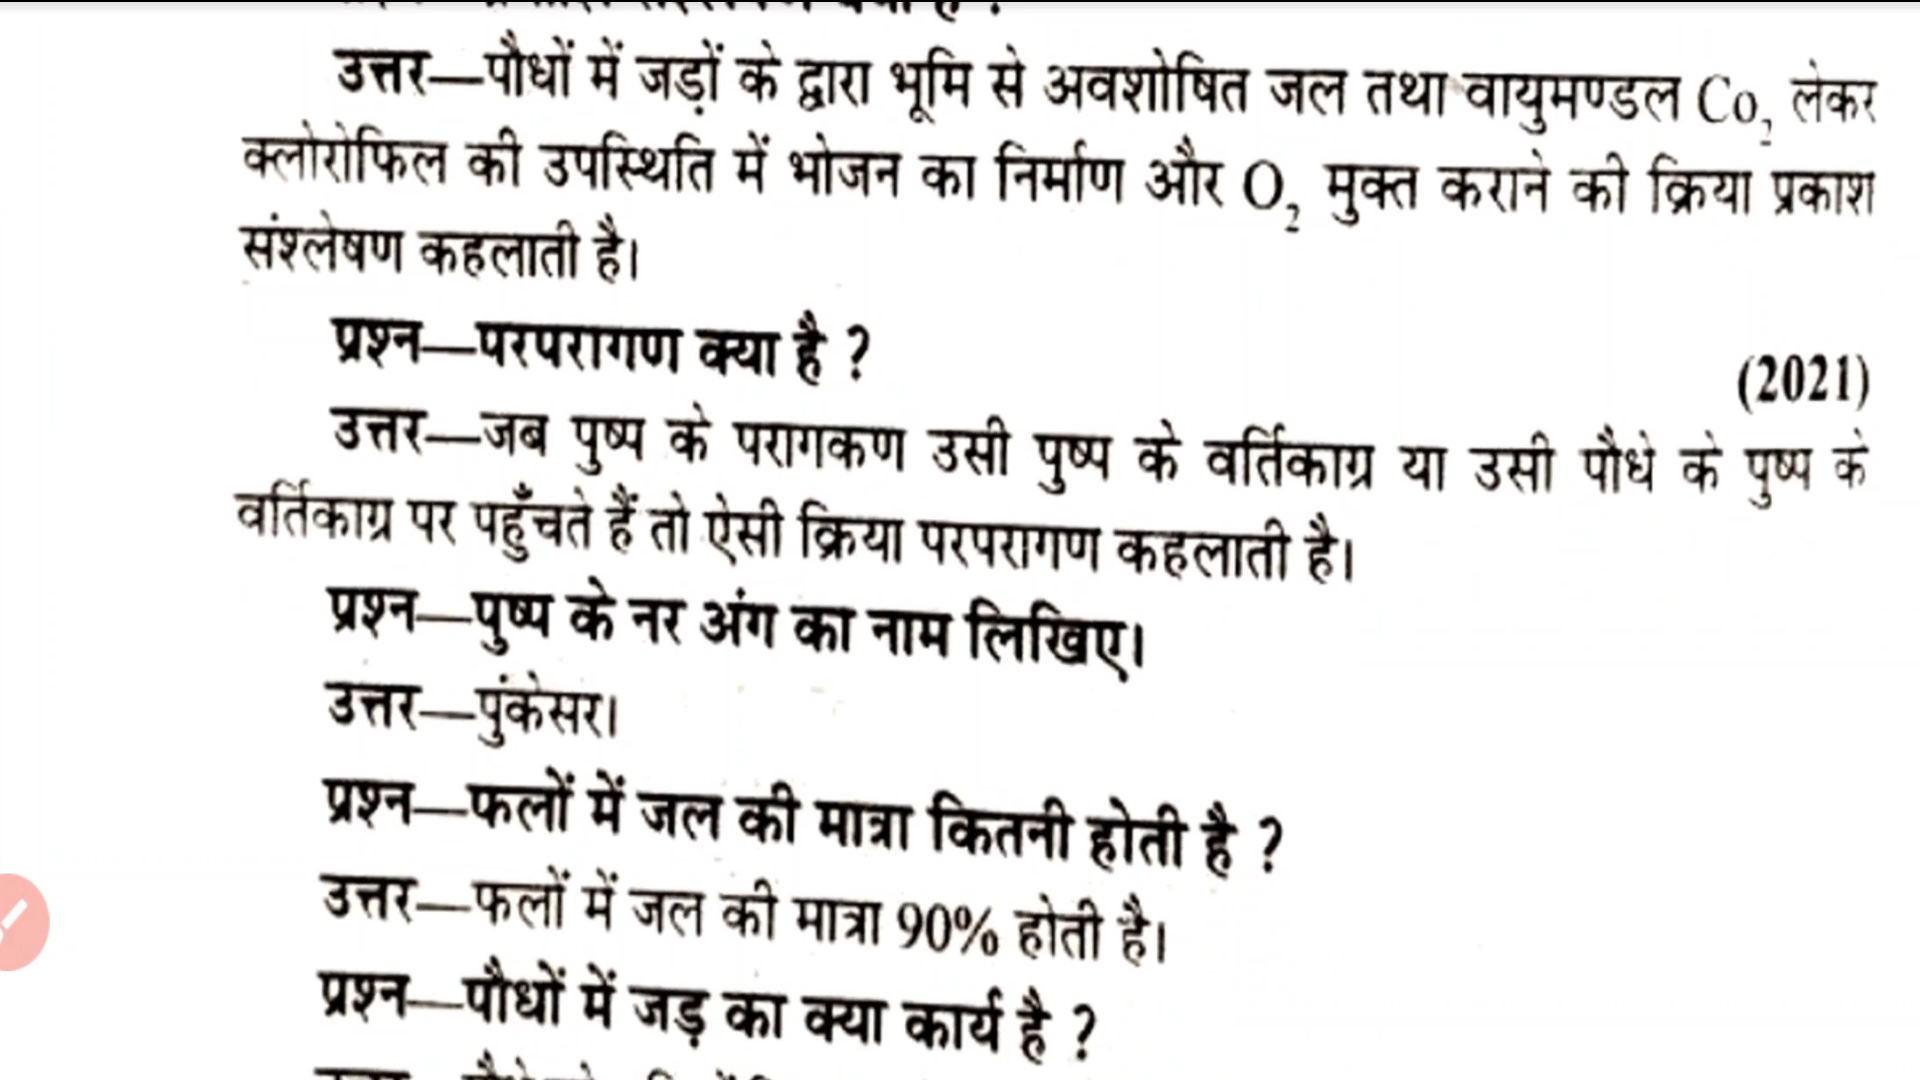 उत्तर—पौधों में जड़ों के द्वारा भूमि से अवशोषित जल तथा वायुमण्डल Co₂ लेकर
क्लोरोफिल की उपस्थिति में भोजन का निर्माण और O₂ मुक्त कराने की क्रिया प्रकाश
संश्लेषण कहलाती है।
प्रश्न—परपरागण क्या है ?
(2021)
उत्तर—जब पुष्प के परागकण उसी पुष्प के वर्तिकाग्र या उसी पौधे के पुष्प के
वर्तिकाग्र पर पहुँचते हैं तो ऐसी क्रिया परपरागण कहलाती है।
प्रश्न—पुष्प के नर अंग का नाम लिखिए।
उत्तर—पुंकेसर।
प्रश्न—फलों में जल की मात्रा कितनी होती है ?
उत्तर—फलों में जल की मात्रा 90% होती है।
प्रश्न—पौधों में जड़ का क्या कार्य है ?